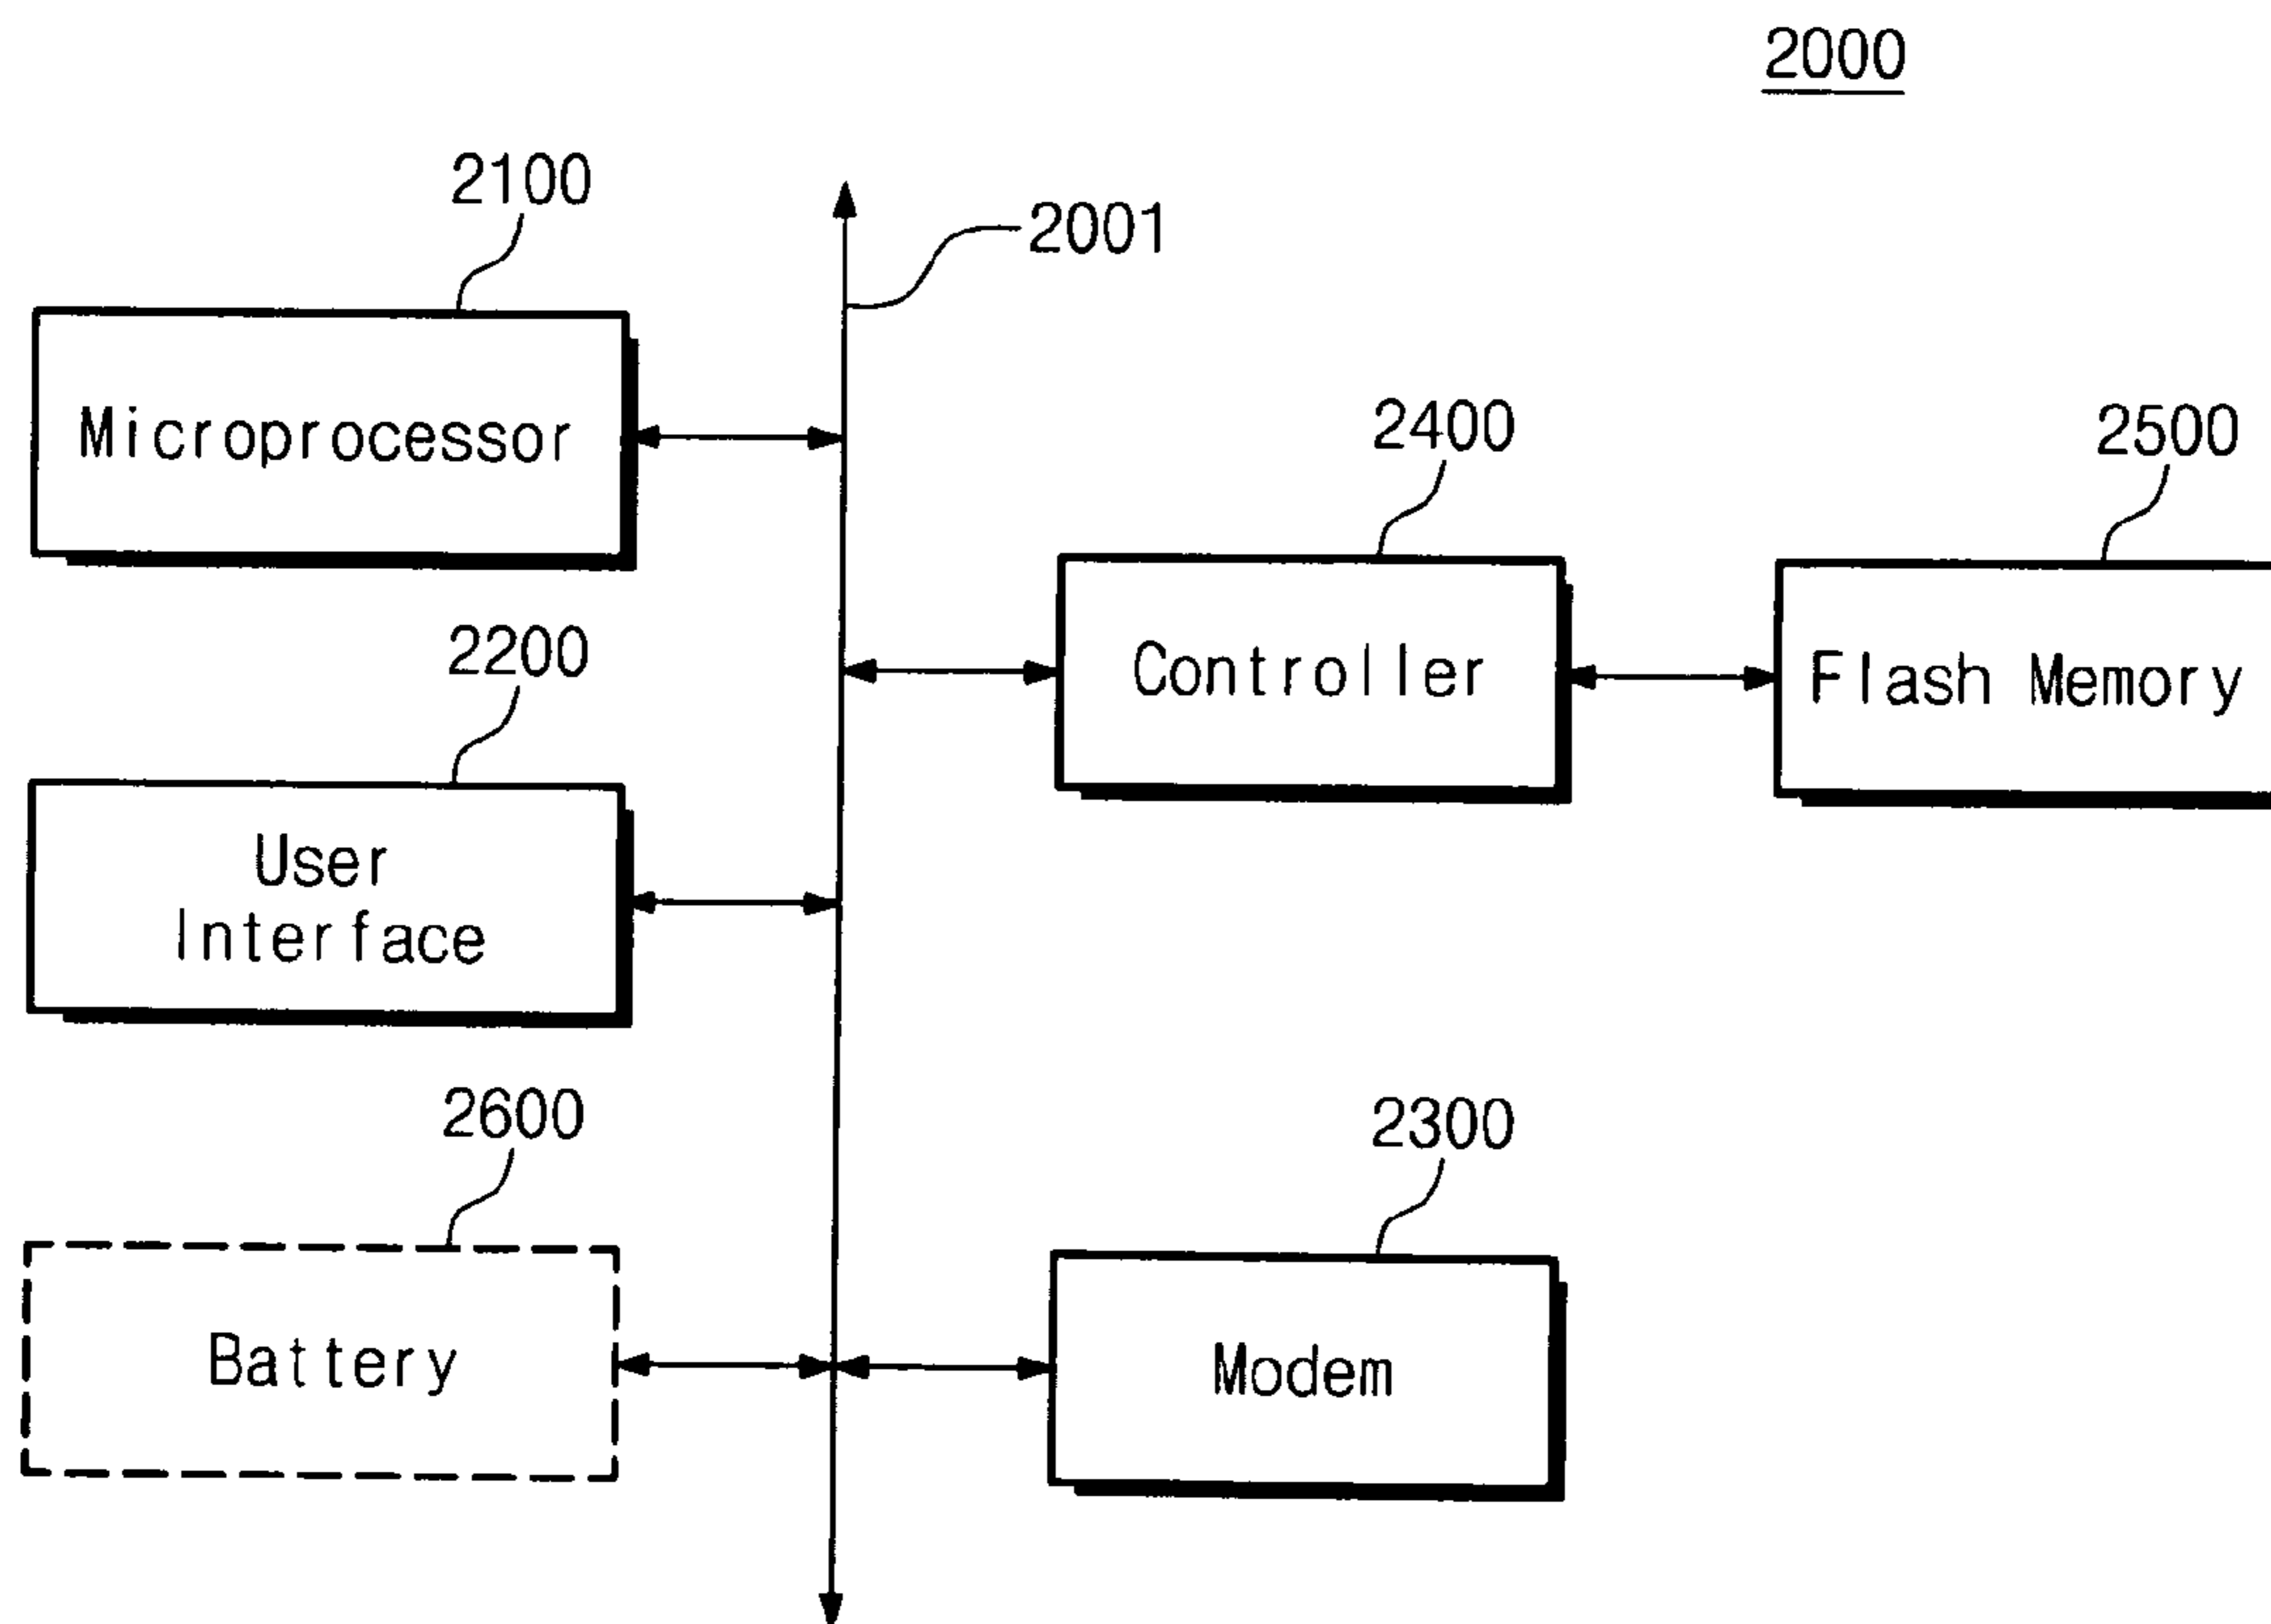 2000
2100
2001
Microprocessor
2400
2500
2200
Controller
Flash Memory
User
Interface
2600
2300
Battery
Modem